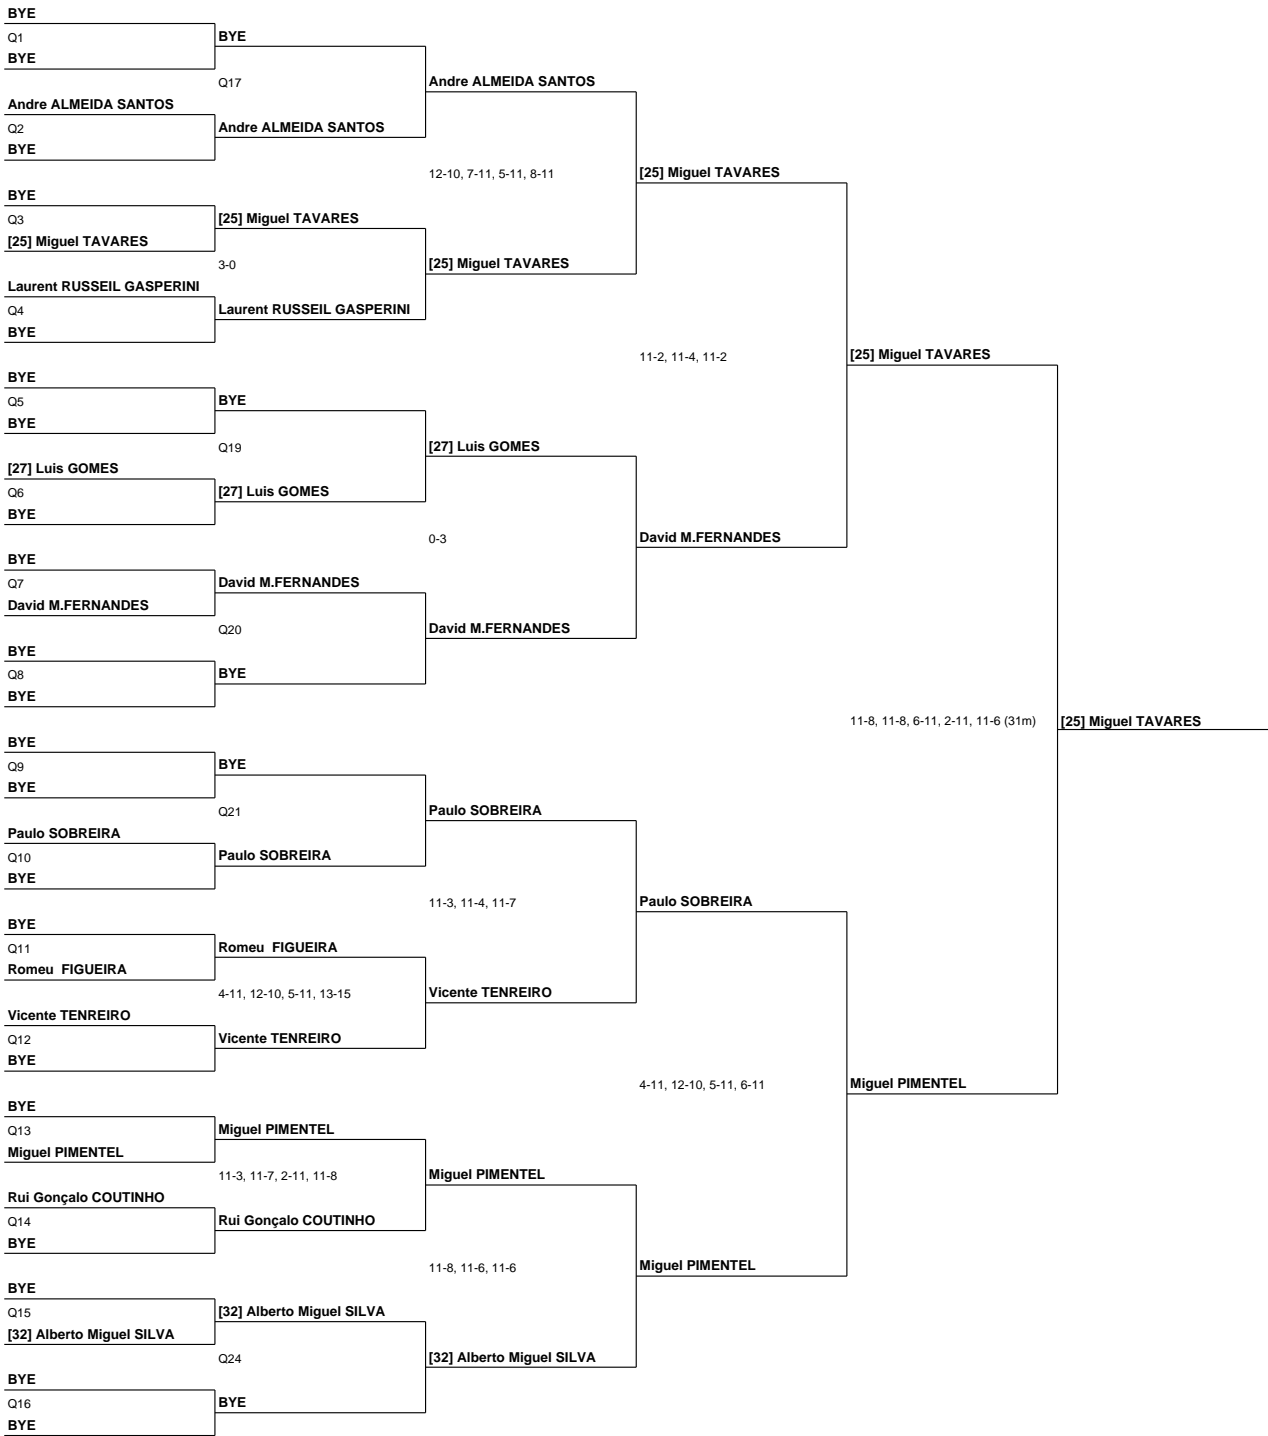 BYE
Q1
BYE
BYE
Q17
Andre ALMEIDA SANTOS
Andre ALMEIDA SANTOS
Q2
Andre ALMEIDA SANTOS
BYE
12-10, 7-11, 5-11, 8-11
[25] Miguel TAVARES
BYE
Q3
[25] Miguel TAVARES
[25] Miguel TAVARES
3-0
[25] Miguel TAVARES
Laurent RUSSEIL GASPERINI
Q4
Laurent RUSSEIL GASPERINI
BYE
11-2, 11-4, 11-2
[25] Miguel TAVARES
BYE
Q5
BYE
BYE
Q19
[27] Luis GOMES
[27] Luis GOMES
Q6
[27] Luis GOMES
BYE
0-3
David M.FERNANDES
BYE
Q7
David M.FERNANDES
David M.FERNANDES
Q20
David M.FERNANDES
BYE
Q8
BYE
BYE
11-8, 11-8, 6-11, 2-11, 11-6 (31m)
[25] Miguel TAVARES
BYE
Q9
BYE
BYE
Q21
Paulo SOBREIRA
Paulo SOBREIRA
Q10
Paulo SOBREIRA
BYE
11-3, 11-4, 11-7
Paulo SOBREIRA
BYE
Q11
Romeu  FIGUEIRA
Romeu  FIGUEIRA
4-11, 12-10, 5-11, 13-15
Vicente TENREIRO
Vicente TENREIRO
Q12
Vicente TENREIRO
BYE
4-11, 12-10, 5-11, 6-11
Miguel PIMENTEL
BYE
Q13
Miguel PIMENTEL
Miguel PIMENTEL
11-3, 11-7, 2-11, 11-8
Miguel PIMENTEL
Rui Gonçalo COUTINHO
Q14
Rui Gonçalo COUTINHO
BYE
11-8, 11-6, 11-6
Miguel PIMENTEL
BYE
Q15
[32] Alberto Miguel SILVA
[32] Alberto Miguel SILVA
Q24
[32] Alberto Miguel SILVA
BYE
Q16
BYE
BYE